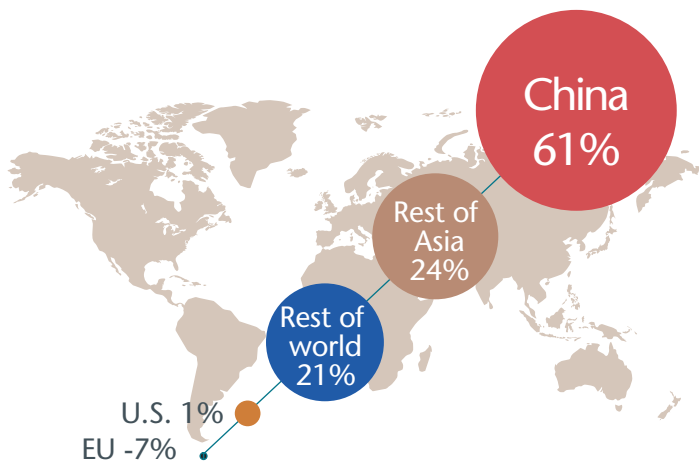 China
61%
Rest of
Asia
24%
Rest of
world
21%
U.S. 1%
EU -7%